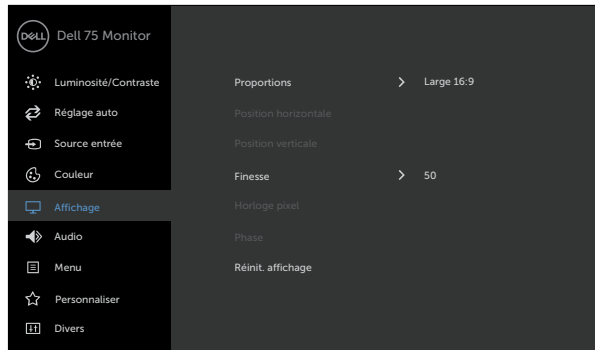 DELL Dell 75 Monitor
Luminosité/Contraste
Réglage auto
Source entrée
Couleur
Affichage
Audio
Menu
Personnaliser
Divers
Proportions Large 16:9
Position horizontale
Position verticale
Finesse 50
Horloge pixel
Phase
Réinit. affichage